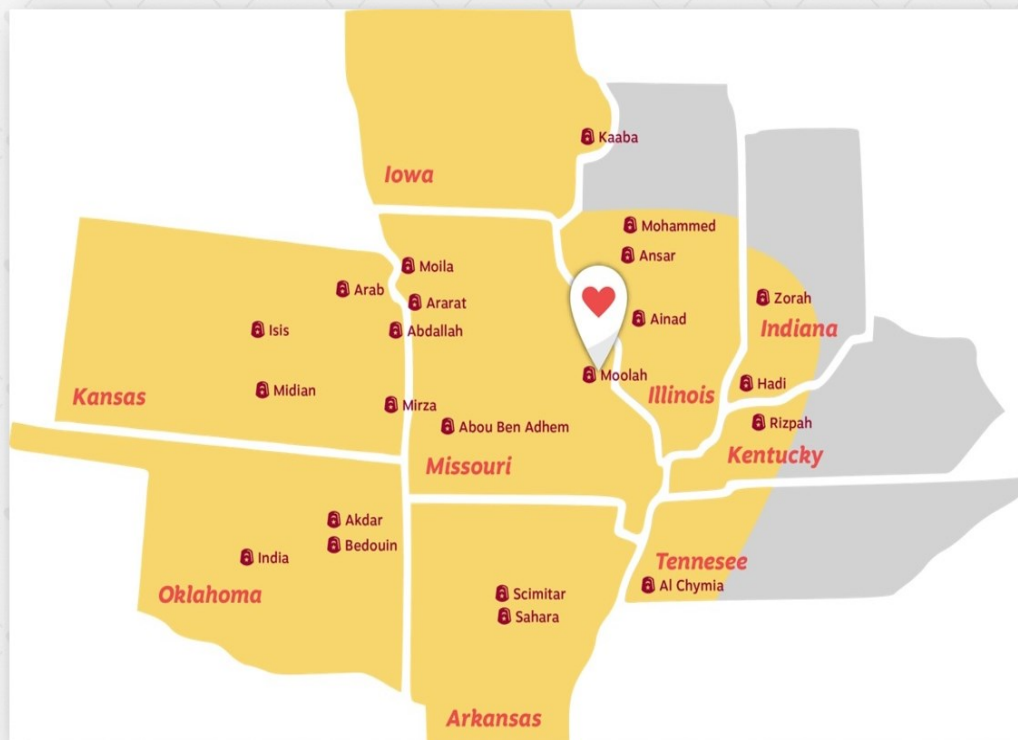 Kaaba
Iowa
Mohammed
Ansar
Moila
Arab
Ararat
Zorah
Ainad
Isis
Abdallah
Indiana
Moolah
Hadi
Midian
Illinois
Kansas
Mirza
Rizpah
Abou Ben Adhem
Kentucky
Missouri
Akdar
Bedouin
India
Tennesee
Al Chymia
Oklahoma
Scimitar
Sahara
Arkansas